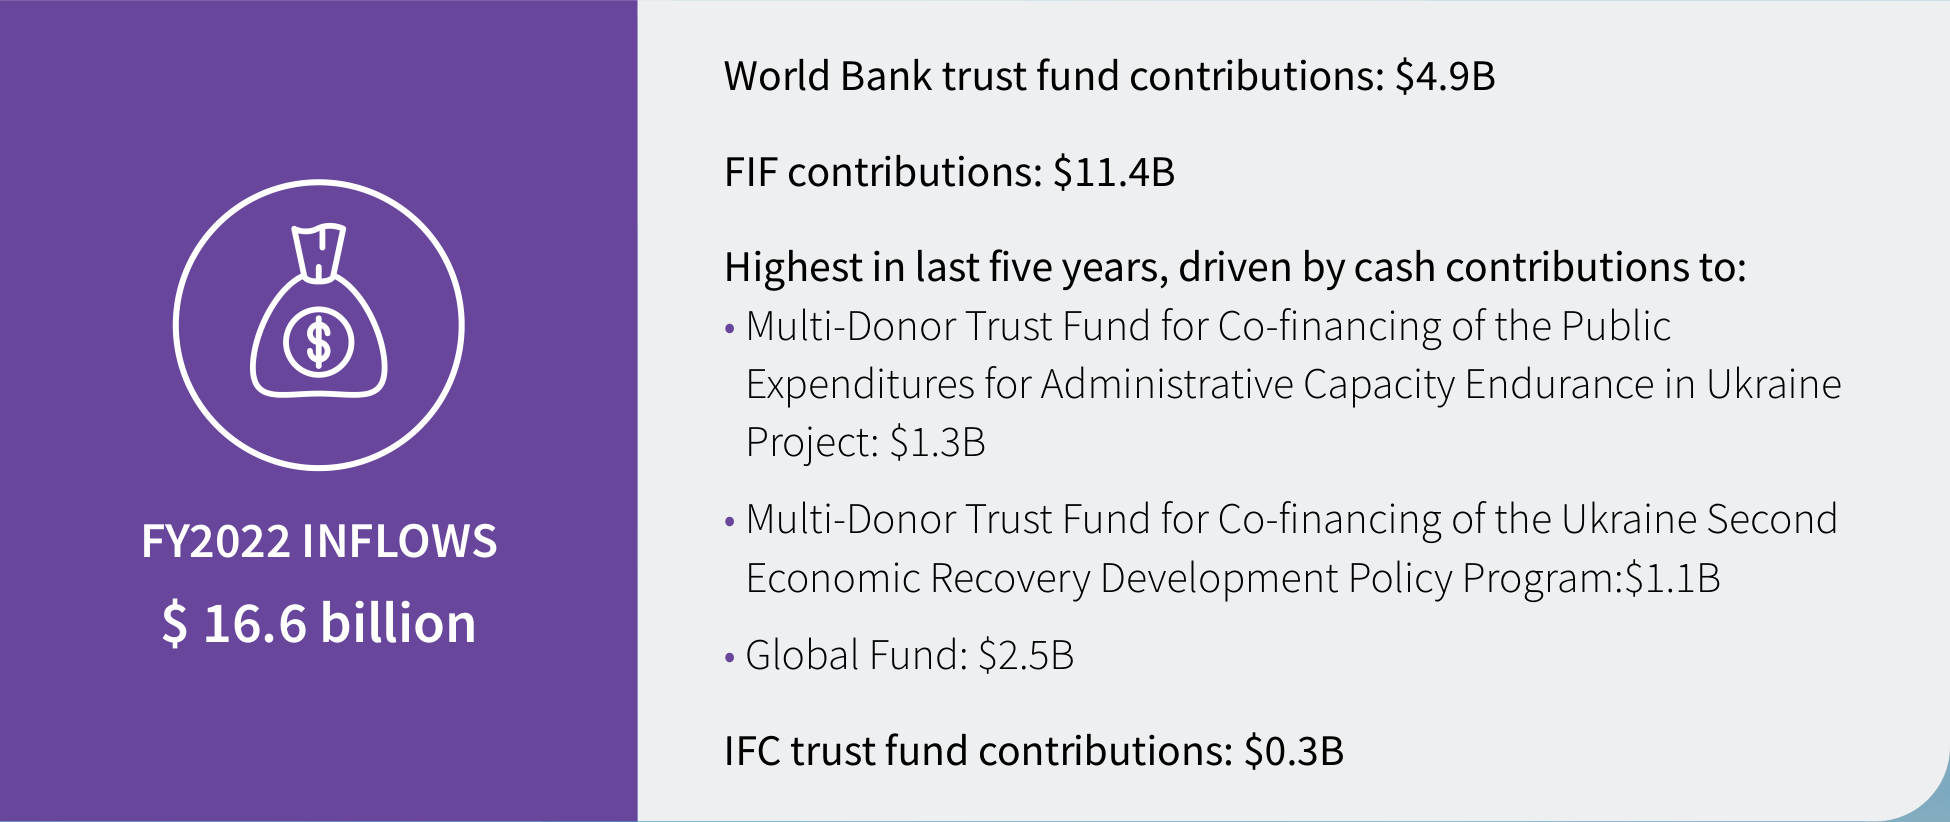 FY2022 INFLOWS
$ 16.6 billion
World Bank trust fund contributions: $4.9B
FIF contributions: $11.4B
Highest in last five years, driven by cash contributions to:
• Multi-Donor Trust Fund for Co-financing of the Public
Expenditures for Administrative Capacity Endurance in Ukraine
Project: $1.3B
• Multi-Donor Trust Fund for Co-financing of the Ukraine Second
Economic Recovery Development Policy Program:$1.1B
• Global Fund: $2.5B
IFC trust fund contributions: $0.3B